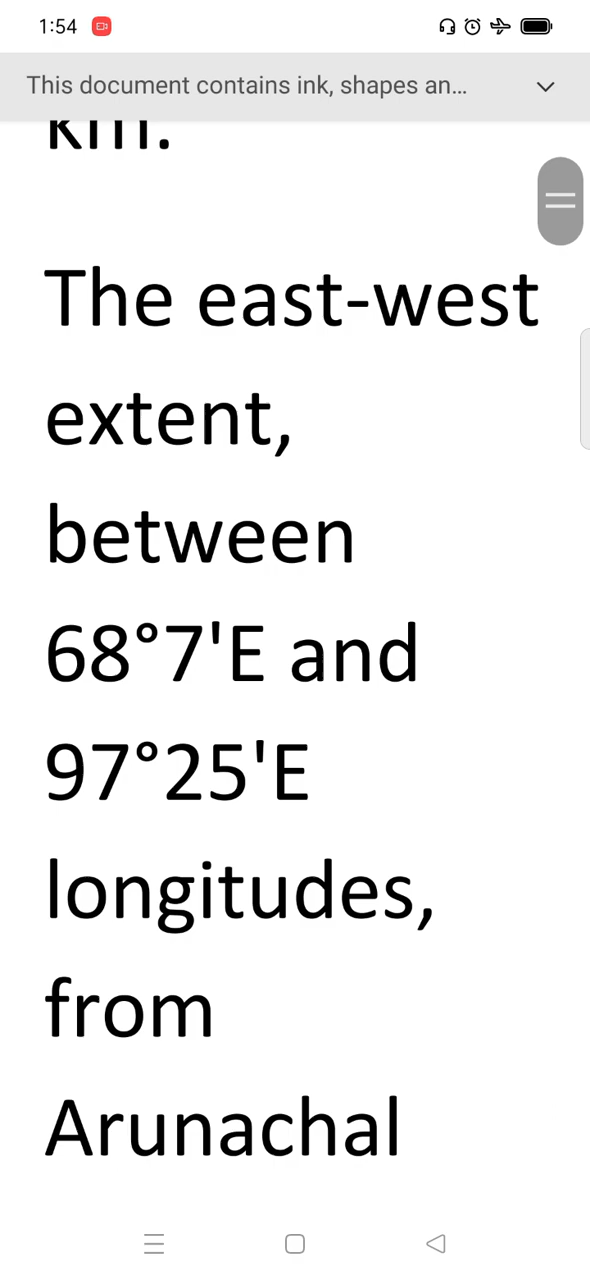 1:54
This document contains ink, shapes an...
km.
The east-west
extent,
between
68°7'E and
97°25'E
longitudes,
from
Arunachal